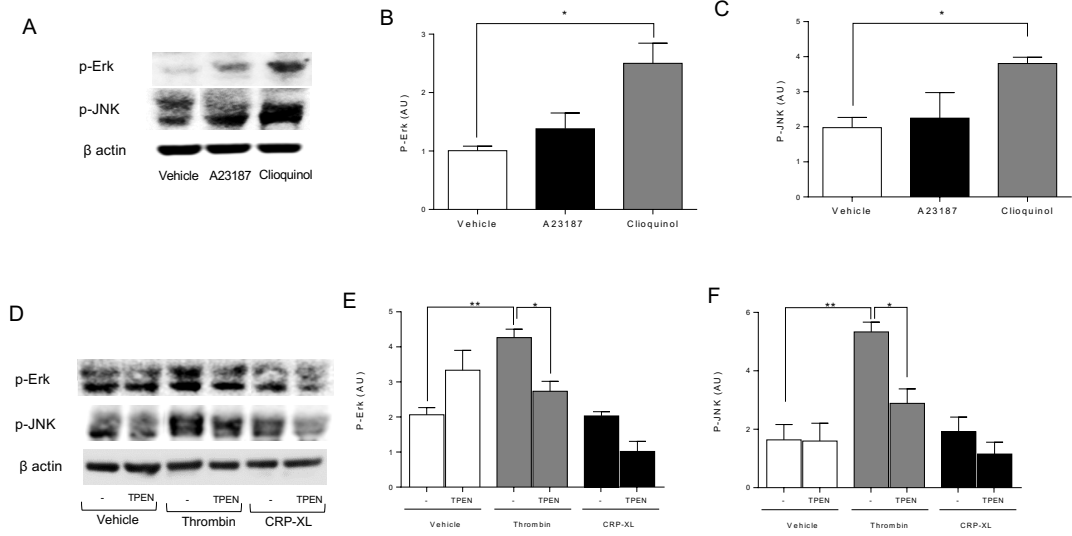 A
p-Erk
p-JNK
β actin
Vehicle A23187 Clioquinol
B
*
P-Erk (AU)
4
3
2
1
0
Vehicle A23187 Clioquinol
C
*
P-JNK (AU)
5
4
3
2
1
0
Vehicle A23187 Clioquinol
D
p-Erk
p-JNK
β actin
- TPEN - TPEN - TPEN
Vehicle Thrombin CRP-XL
E
** *
P-Erk (AU)
5
4
3
2
1
0
- TPEN - TPEN - TPEN
Vehicle Thrombin CRP-XL
F
** *
P-JNK (AU)
6
4
2
0
- TPEN - TPEN - TPEN
Vehicle Thrombin CRP-XL